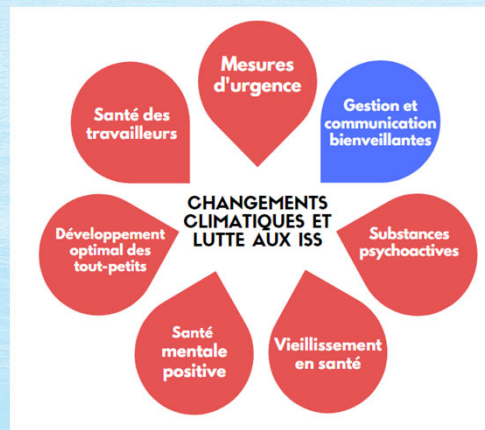 Mesures
d'urgence
Gestion et
communication
bienveillantes
Santé des
travailleurs
CHANGEMENTS
CLIMATIQUES ET
LUTTE AUX ISS
Développement
optimal des
tout-petits
Substances
psychoactives
Santé
mentale
positive
Vieillissement
en santé